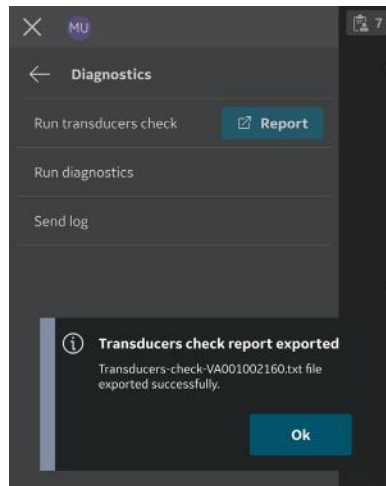 MU
7
Diagnostics
Run transducers check
Report
Run diagnostics
Send log
Transducers check report exported
Transducers-check-VA001002160.txt file
exported successfully.
Ok